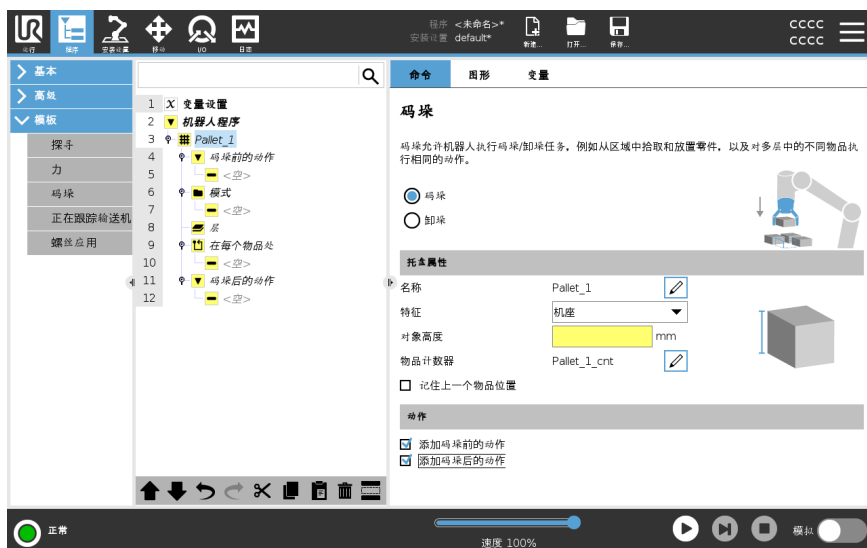 UR
运行
程序
安装设置
移动
I/O
日志
程序 <未命名>*
安装设置 default*
新建...
打开...
保存...
CCCC
CCCC
基本
高级
模板
探寻
力
码垛
正在跟踪输送机
螺丝应用
1 X 变量设置
2 机器人程序
3 Pallet_1
4 码垛前的动作
5 <空>
6 模式
7 <空>
8 层
9 在每个物品处
10 <空>
11 码垛后的动作
12 <空>
命令 图形 变量
码垛
码垛允许机器人执行码垛/卸垛任务，例如从区域中拾取和放置零件，以及对多层中的不同物品执
行相同的动作。
码垛
卸垛
托盘属性
名称 Pallet_1
特征 机座
对象高度 mm
物品计数器 Pallet_1_cnt
记住上一个物品位置
动作
添加码垛前的动作
添加码垛后的动作
正常
速度 100%
模拟